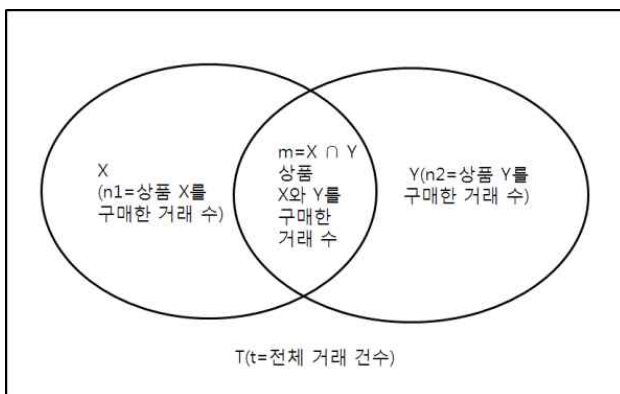 X
(n1=상품 X를
구매한 거래 수)
m=X ∩ Y
상품
X와 Y를
구매한
거래 수
Y(n2=상품 Y를
구매한 거래 수)
T(t=전체 거래 건수)